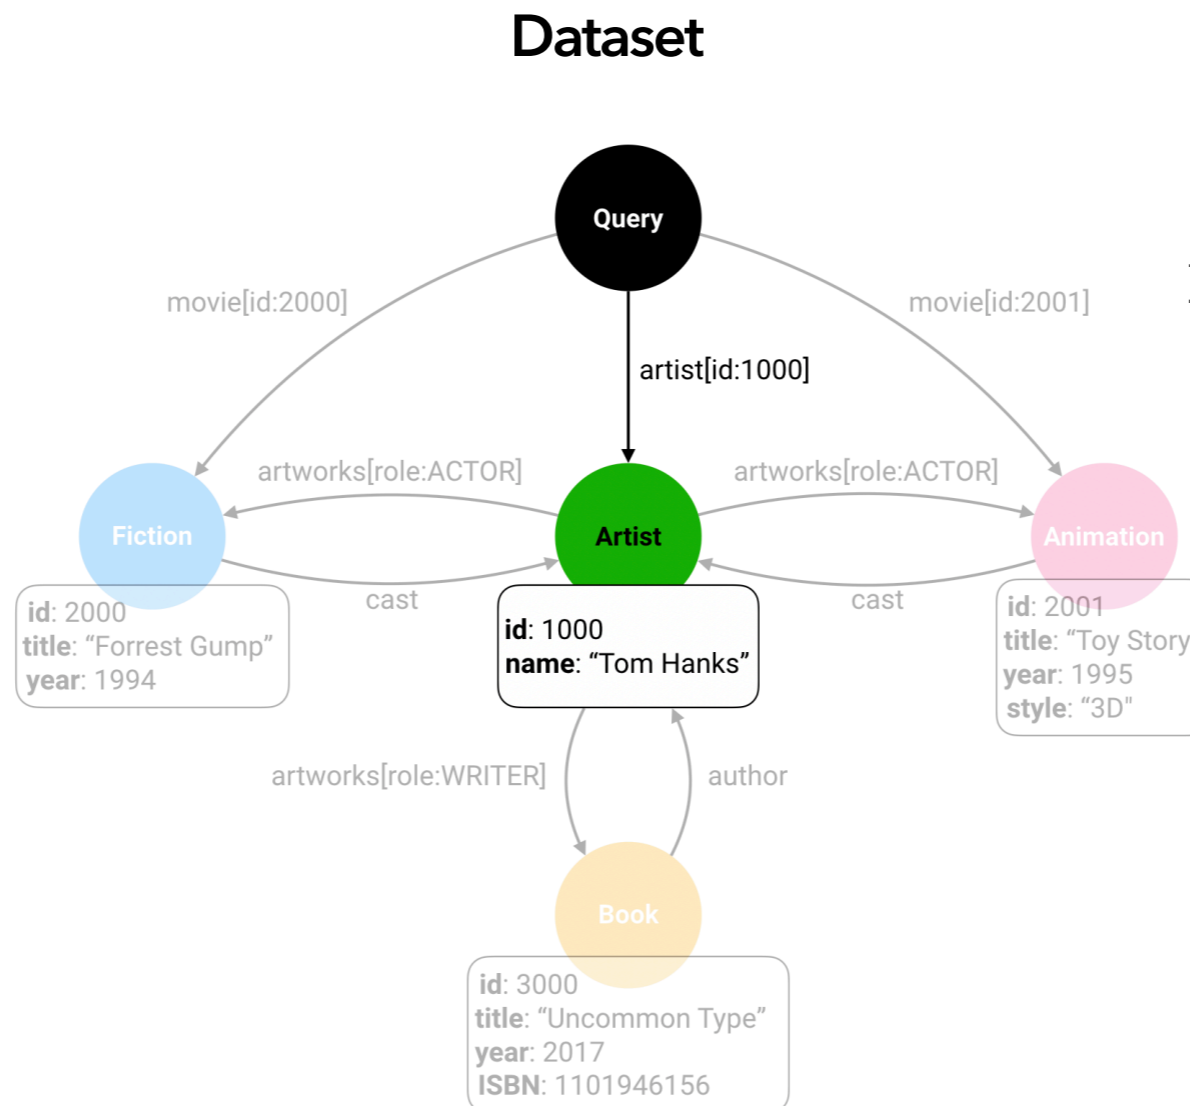 Dataset
Query
movie[id:2000]
movie[id:2001]
artist[id:1000]
artworks[role:ACTOR]
artworks[role:ACTOR]
Fiction
Artist
Animation
cast
cast
id: 2000
title: “Forrest Gump”
year: 1994
id: 1000
name: “Tom Hanks”
id: 2001
title: “Toy Story
year: 1995
style: “3D"
artworks[role:WRITER]
author
Book
id: 3000
title: “Uncommon Type”
year: 2017
ISBN: 1101946156